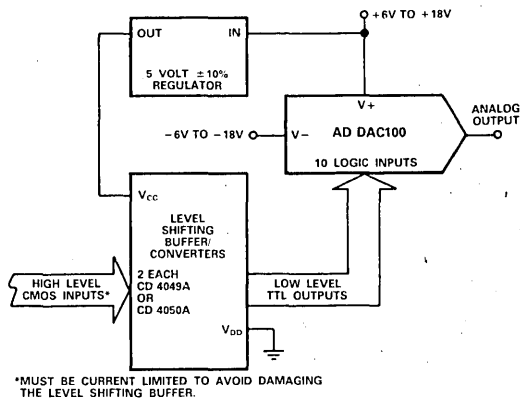 +6V TO +18V
OUT
IN
5 VOLT ±10%
REGULATOR
V+
ANALOG
OUTPUT
-6V TO -18V
V-
AD DAC100
10 LOGIC INPUTS
VCC
LEVEL
SHIFTING
BUFFER/
CONVERTERS
HIGH LEVEL
CMOS INPUTS*
2 EACH
CD 4049A
OR
CD 4050A
LOW LEVEL
TTL OUTPUTS
VDD
*MUST BE CURRENT LIMITED TO AVOID DAMAGING
THE LEVEL SHIFTING BUFFER.